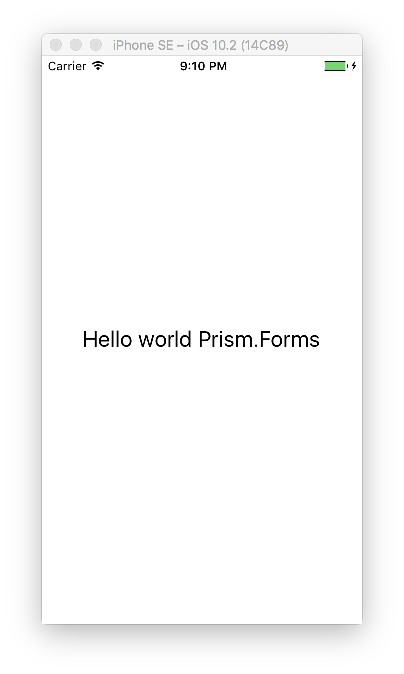 iPhone SE – iOS 10.2 (14C89)
Carrier 9:10 PM
Hello world Prism.Forms